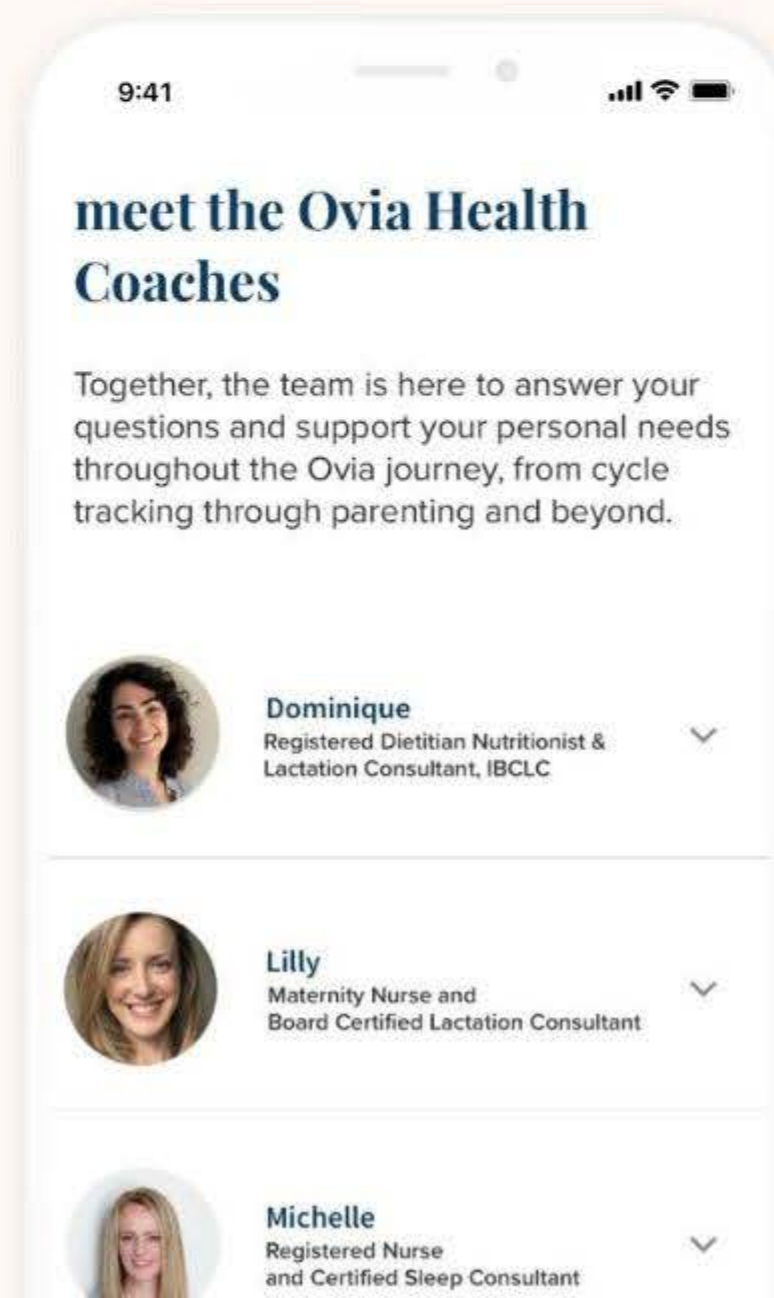 9:41
meet the Ovia Health
Coaches
Together, the team is here to answer your
questions and support your personal needs
throughout the Ovia journey, from cycle
tracking through parenting and beyond.
Dominique
Registered Dietitian Nutritionist &
Lactation Consultant, IBCLC
Lilly
Maternity Nurse and
Board Certified Lactation Consultant
Michelle
Registered Nurse
and Certified Sleep Consultant